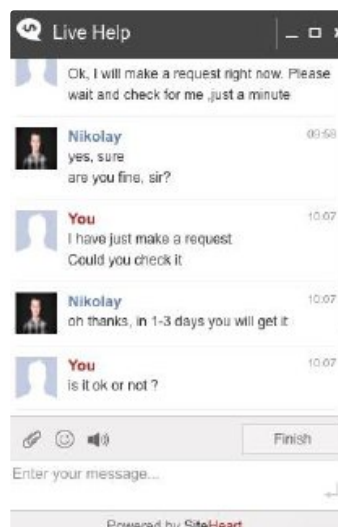 Live Help
Ok, I will make a request right now. Please
wait and check for me ,just a minute
Nikolay 09:58
yes, sure
are you fine, sir?
You 10:07
I have just make a request
Could you check it
Nikolay 10:07
oh thanks, in 1-3 days you will get it
You 10:07
is it ok or not ?
Finish
Enter your message...
Powered by SiteHeart